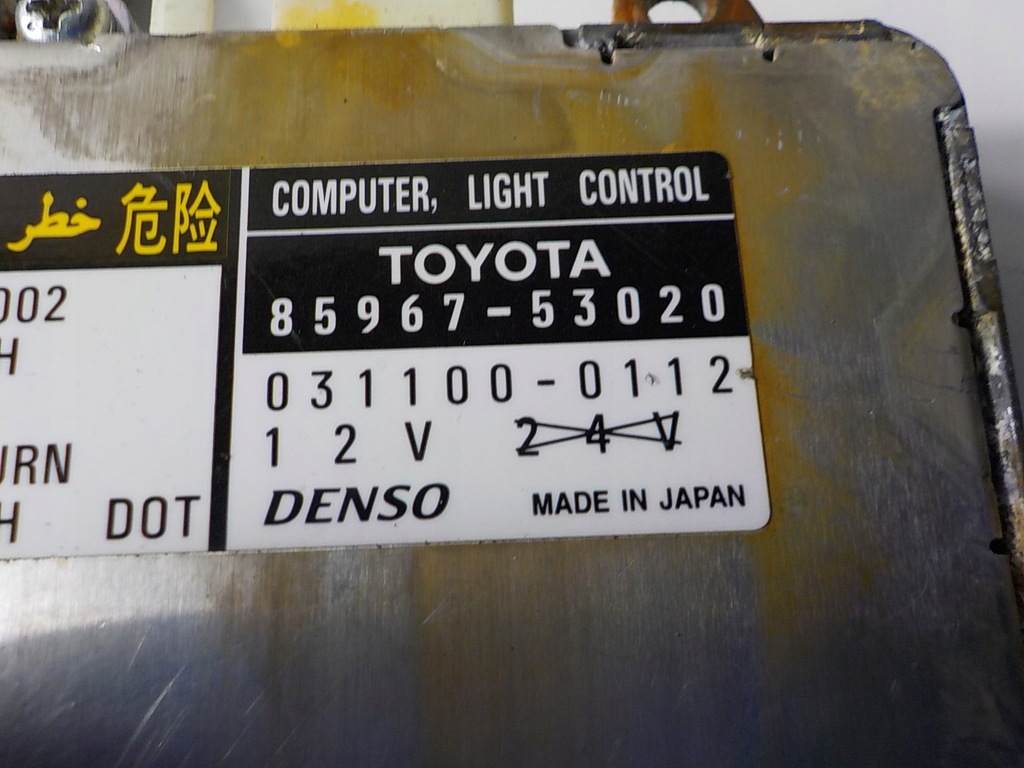 خطر 危险
002
H
URN
H DOT
COMPUTER, LIGHT CONTROL
TOYOTA
85967-53020
031100-0112
12V 24V
DENSO
MADE IN JAPAN